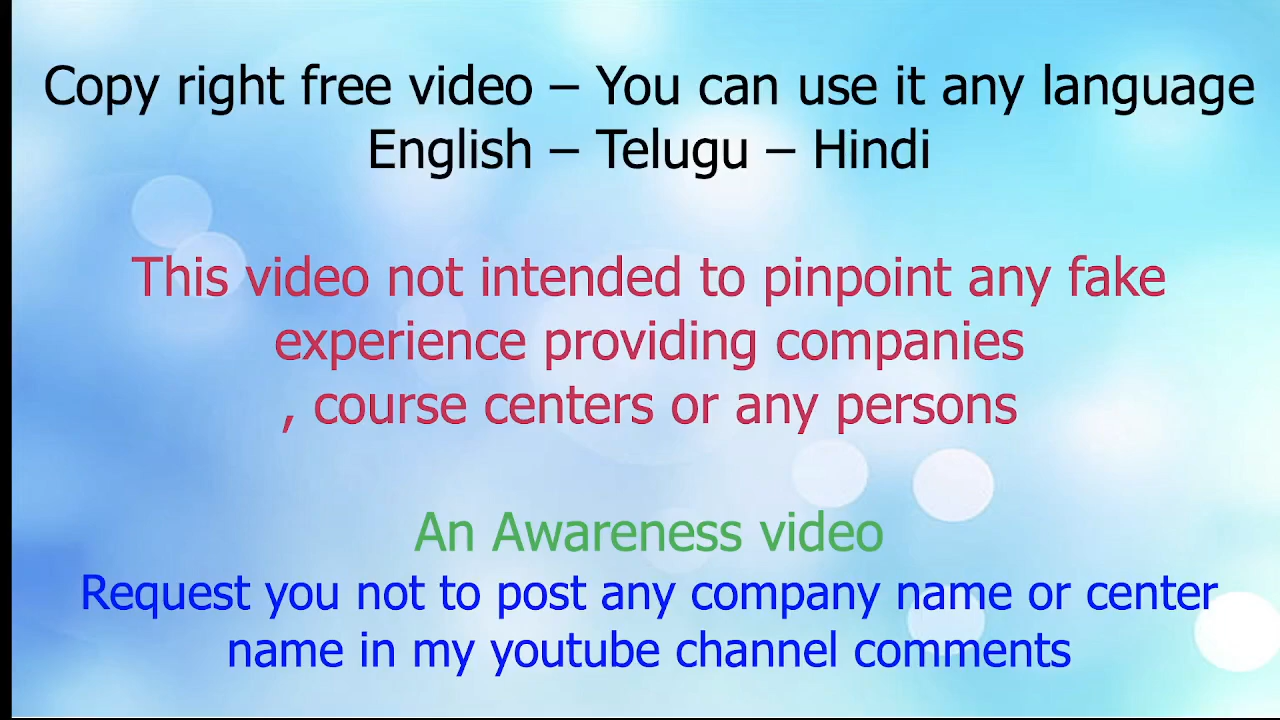 Copy right free video – You can use it any language
English – Telugu – Hindi
This video not intended to pinpoint any fake
experience providing companies
, course centers or any persons
An Awareness video
Request you not to post any company name or center
name in my youtube channel comments